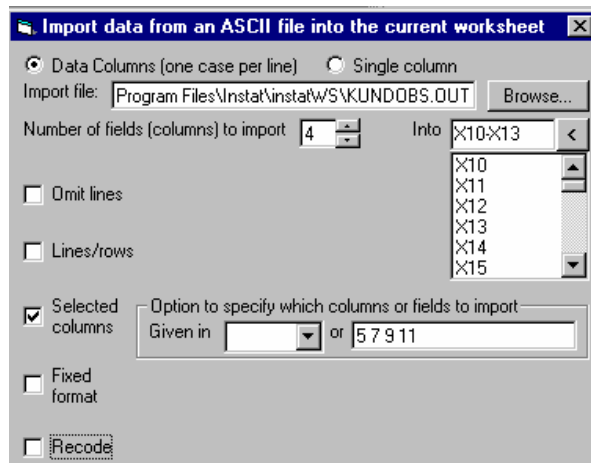 Import data from an ASCII file into the current worksheet
Data Columns (one case per line) Single column
Import file: Program Files\Instat\instatWS\KUNDOBS.OUT Browse...
Number of fields (columns) to import 4 Into X10-X13 <
X10
X11
Omit lines X12
X13
X14
Lines/rows X15
Selected columns Option to specify which columns or fields to import
Given in or 5 7 9 11
Fixed
format
Recode